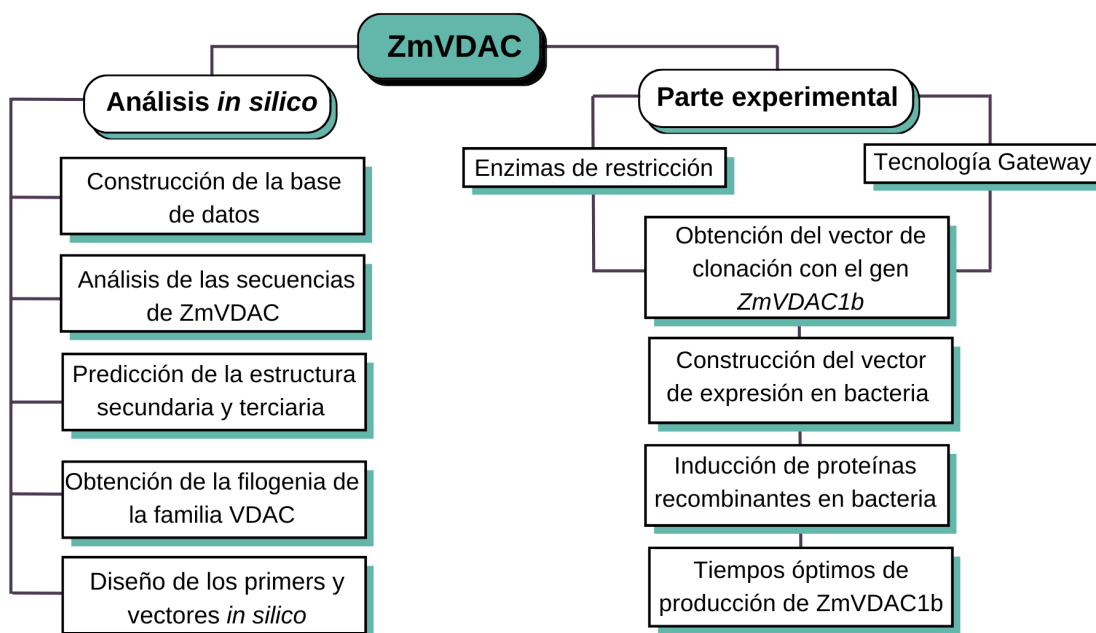 ZmVDAC
Análisis in silico
Construcción de la base
de datos
Análisis de las secuencias
de ZmVDAC
Predicción de la estructura
secundaria y terciaria
Obtención de la filogenia de
la familia VDAC
Diseño de los primers y
vectores in silico
Parte experimental
Enzimas de restricción
Tecnología Gateway
Obtención del vector de
clonación con el gen
ZmVDAC1b
Construcción del vector
de expresión en bacteria
Inducción de proteínas
recombinantes en bacteria
Tiempos óptimos de
producción de ZmVDAC1b